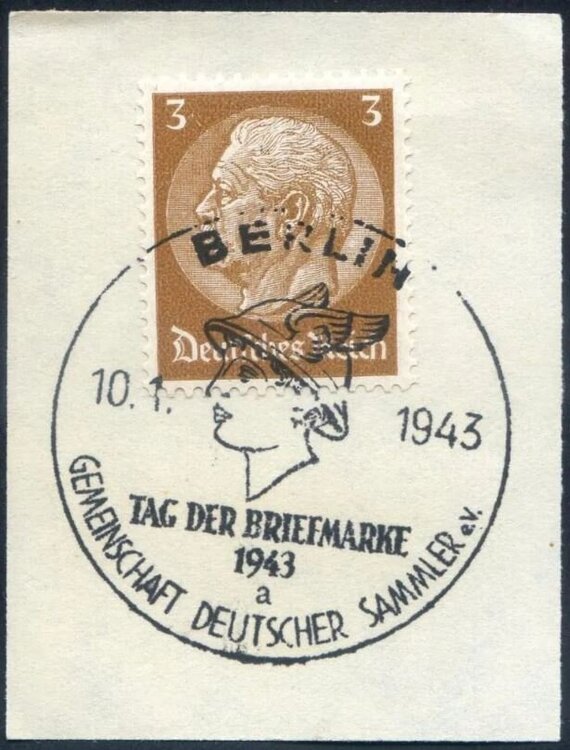 3 3
BERLIN
Deutsches Reich
10.1. 1943
TAG DER BRIEFMARKE
1943
a
GEMEINSCHAFT DEUTSCHER SAMMLER e.V.